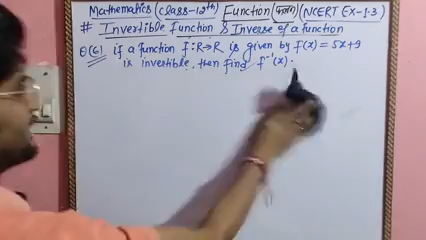 Mathematics (Class-12th) Function (फलन) (NCERT EX-1.3)
# Invertible Function & Inverse of a function
Q(6) if a function f:R→R is given by f(x) = 5x+9
is invertible, then find f⁻¹(x).